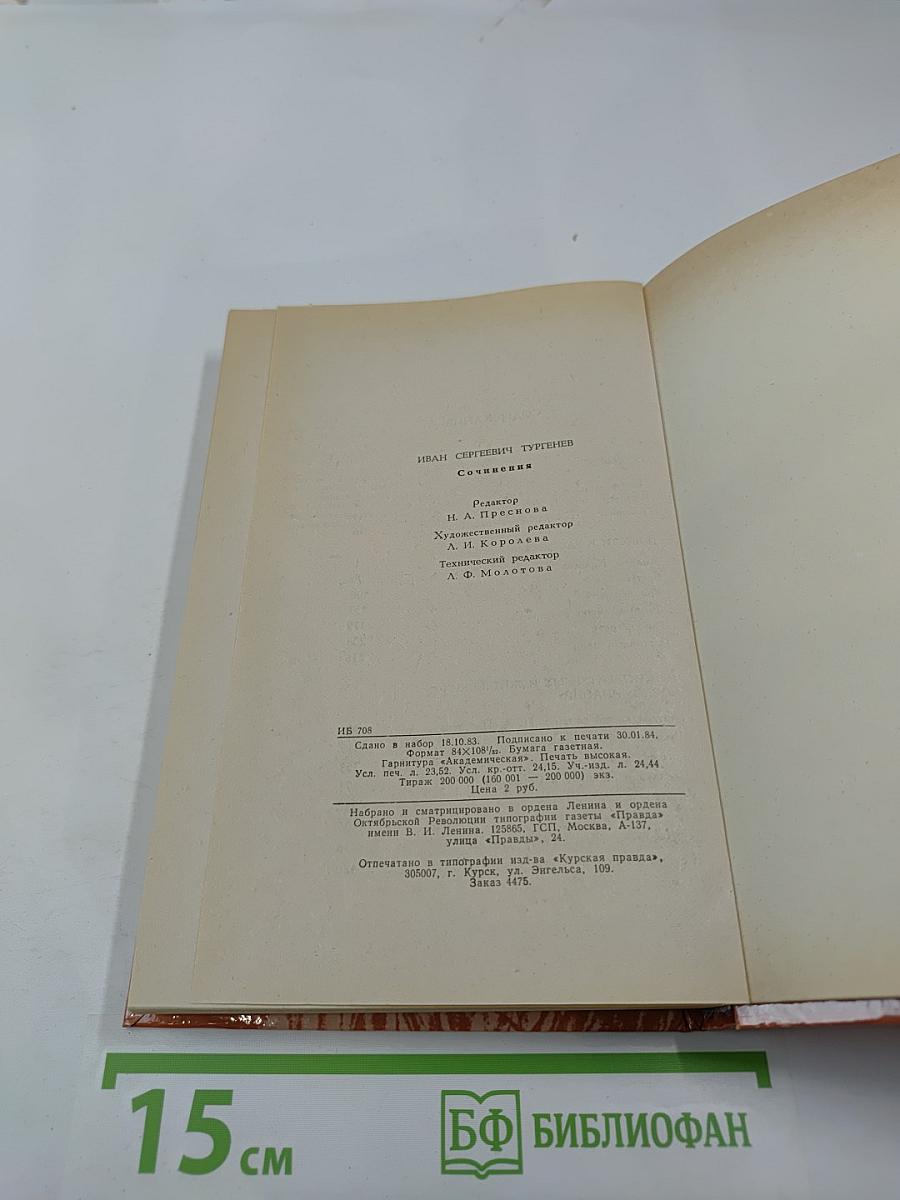 ИВАН СЕРГЕЕВИЧ ТУРГЕНЕВ
Сочинения
Редактор
Н. А. Преснова
Художественный редактор
Л. И. Королева
Технический редактор
Л. Ф. Молотова
ИБ 708
Сдано в набор 18.10.83. Подписано к печати 30.01.84.
Формат 84×108¹/₃₂. Бумага газетная.
Гарнитура «Академическая». Печать высокая.
Усл. печ. л. 23,52. Усл. кр.-отт. 24,15. Уч.-изд. л. 24,44
Тираж 200 000 (160 001 — 200 000) экз.
Цена 2 руб.
Набрано и сматрицировано в ордена Ленина и ордена
Октябрьской Революции типографии газеты «Правда»
имени В. И. Ленина. 125865, ГСП, Москва, А-137,
улица «Правды», 24.
Отпечатано в типографии изд-ва «Курская правда»,
305007, г. Курск, ул. Энгельса, 109.
Заказ 4475.
15 см
БФ БИБЛИОФАН